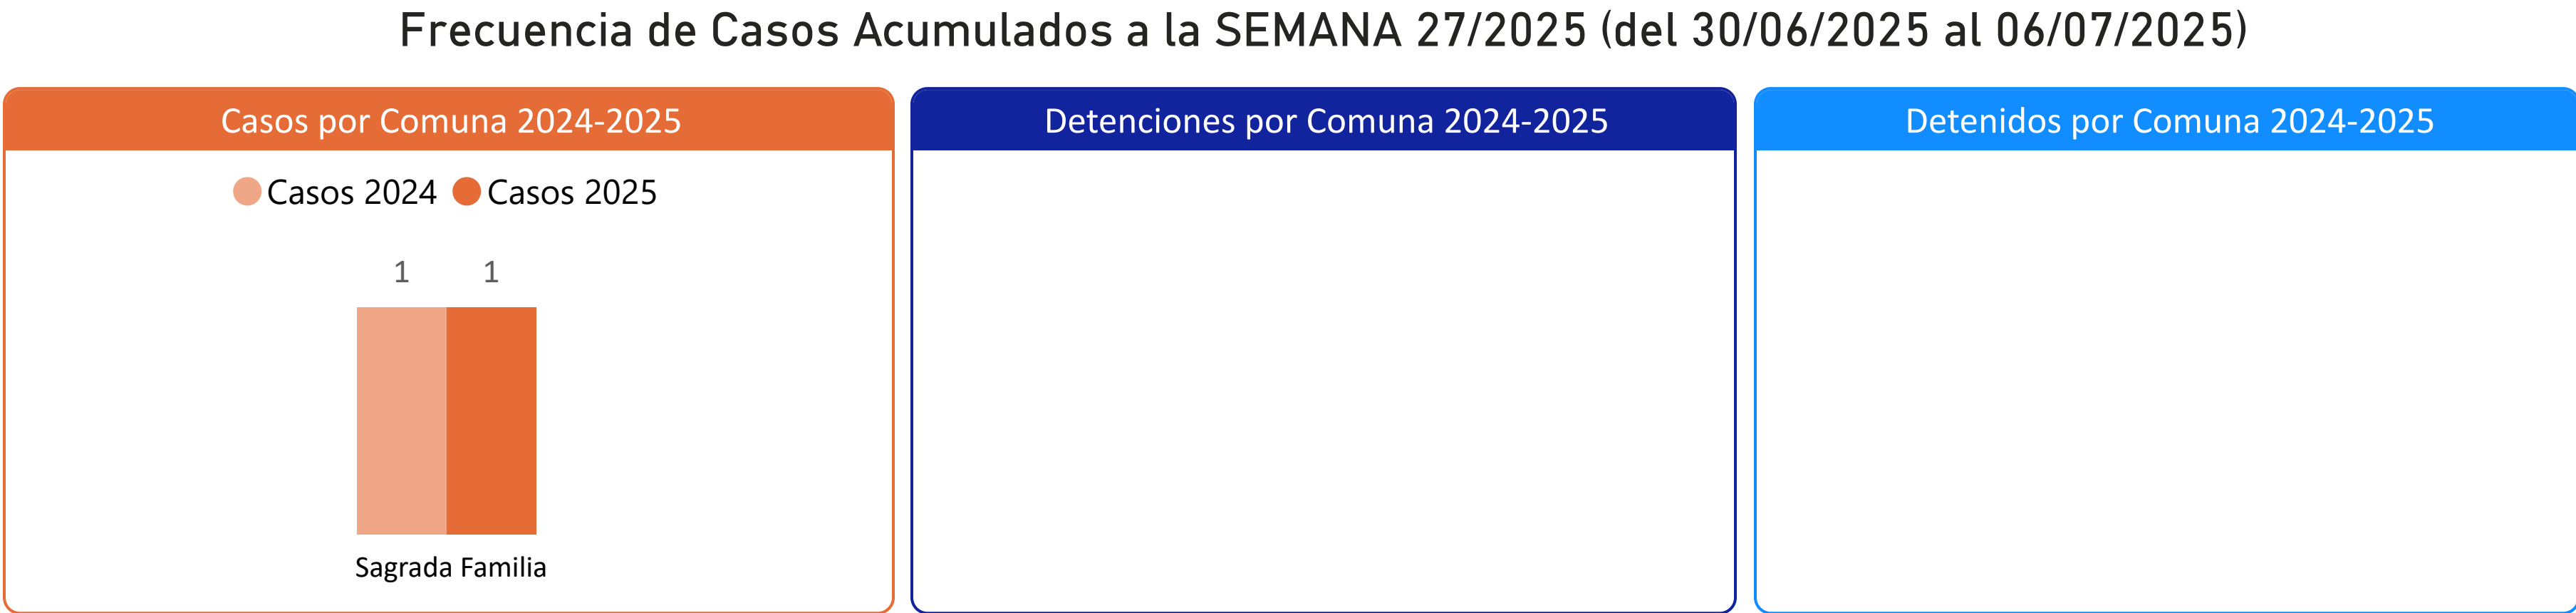 Frecuencia de Casos Acumulados a la SEMANA 27/2025 (del 30/06/2025 al 06/07/2025)
Casos por Comuna 2024-2025
Casos 2024 Casos 2025
1 1
Sagrada Familia
Detenciones por Comuna 2024-2025
Detenidos por Comuna 2024-2025